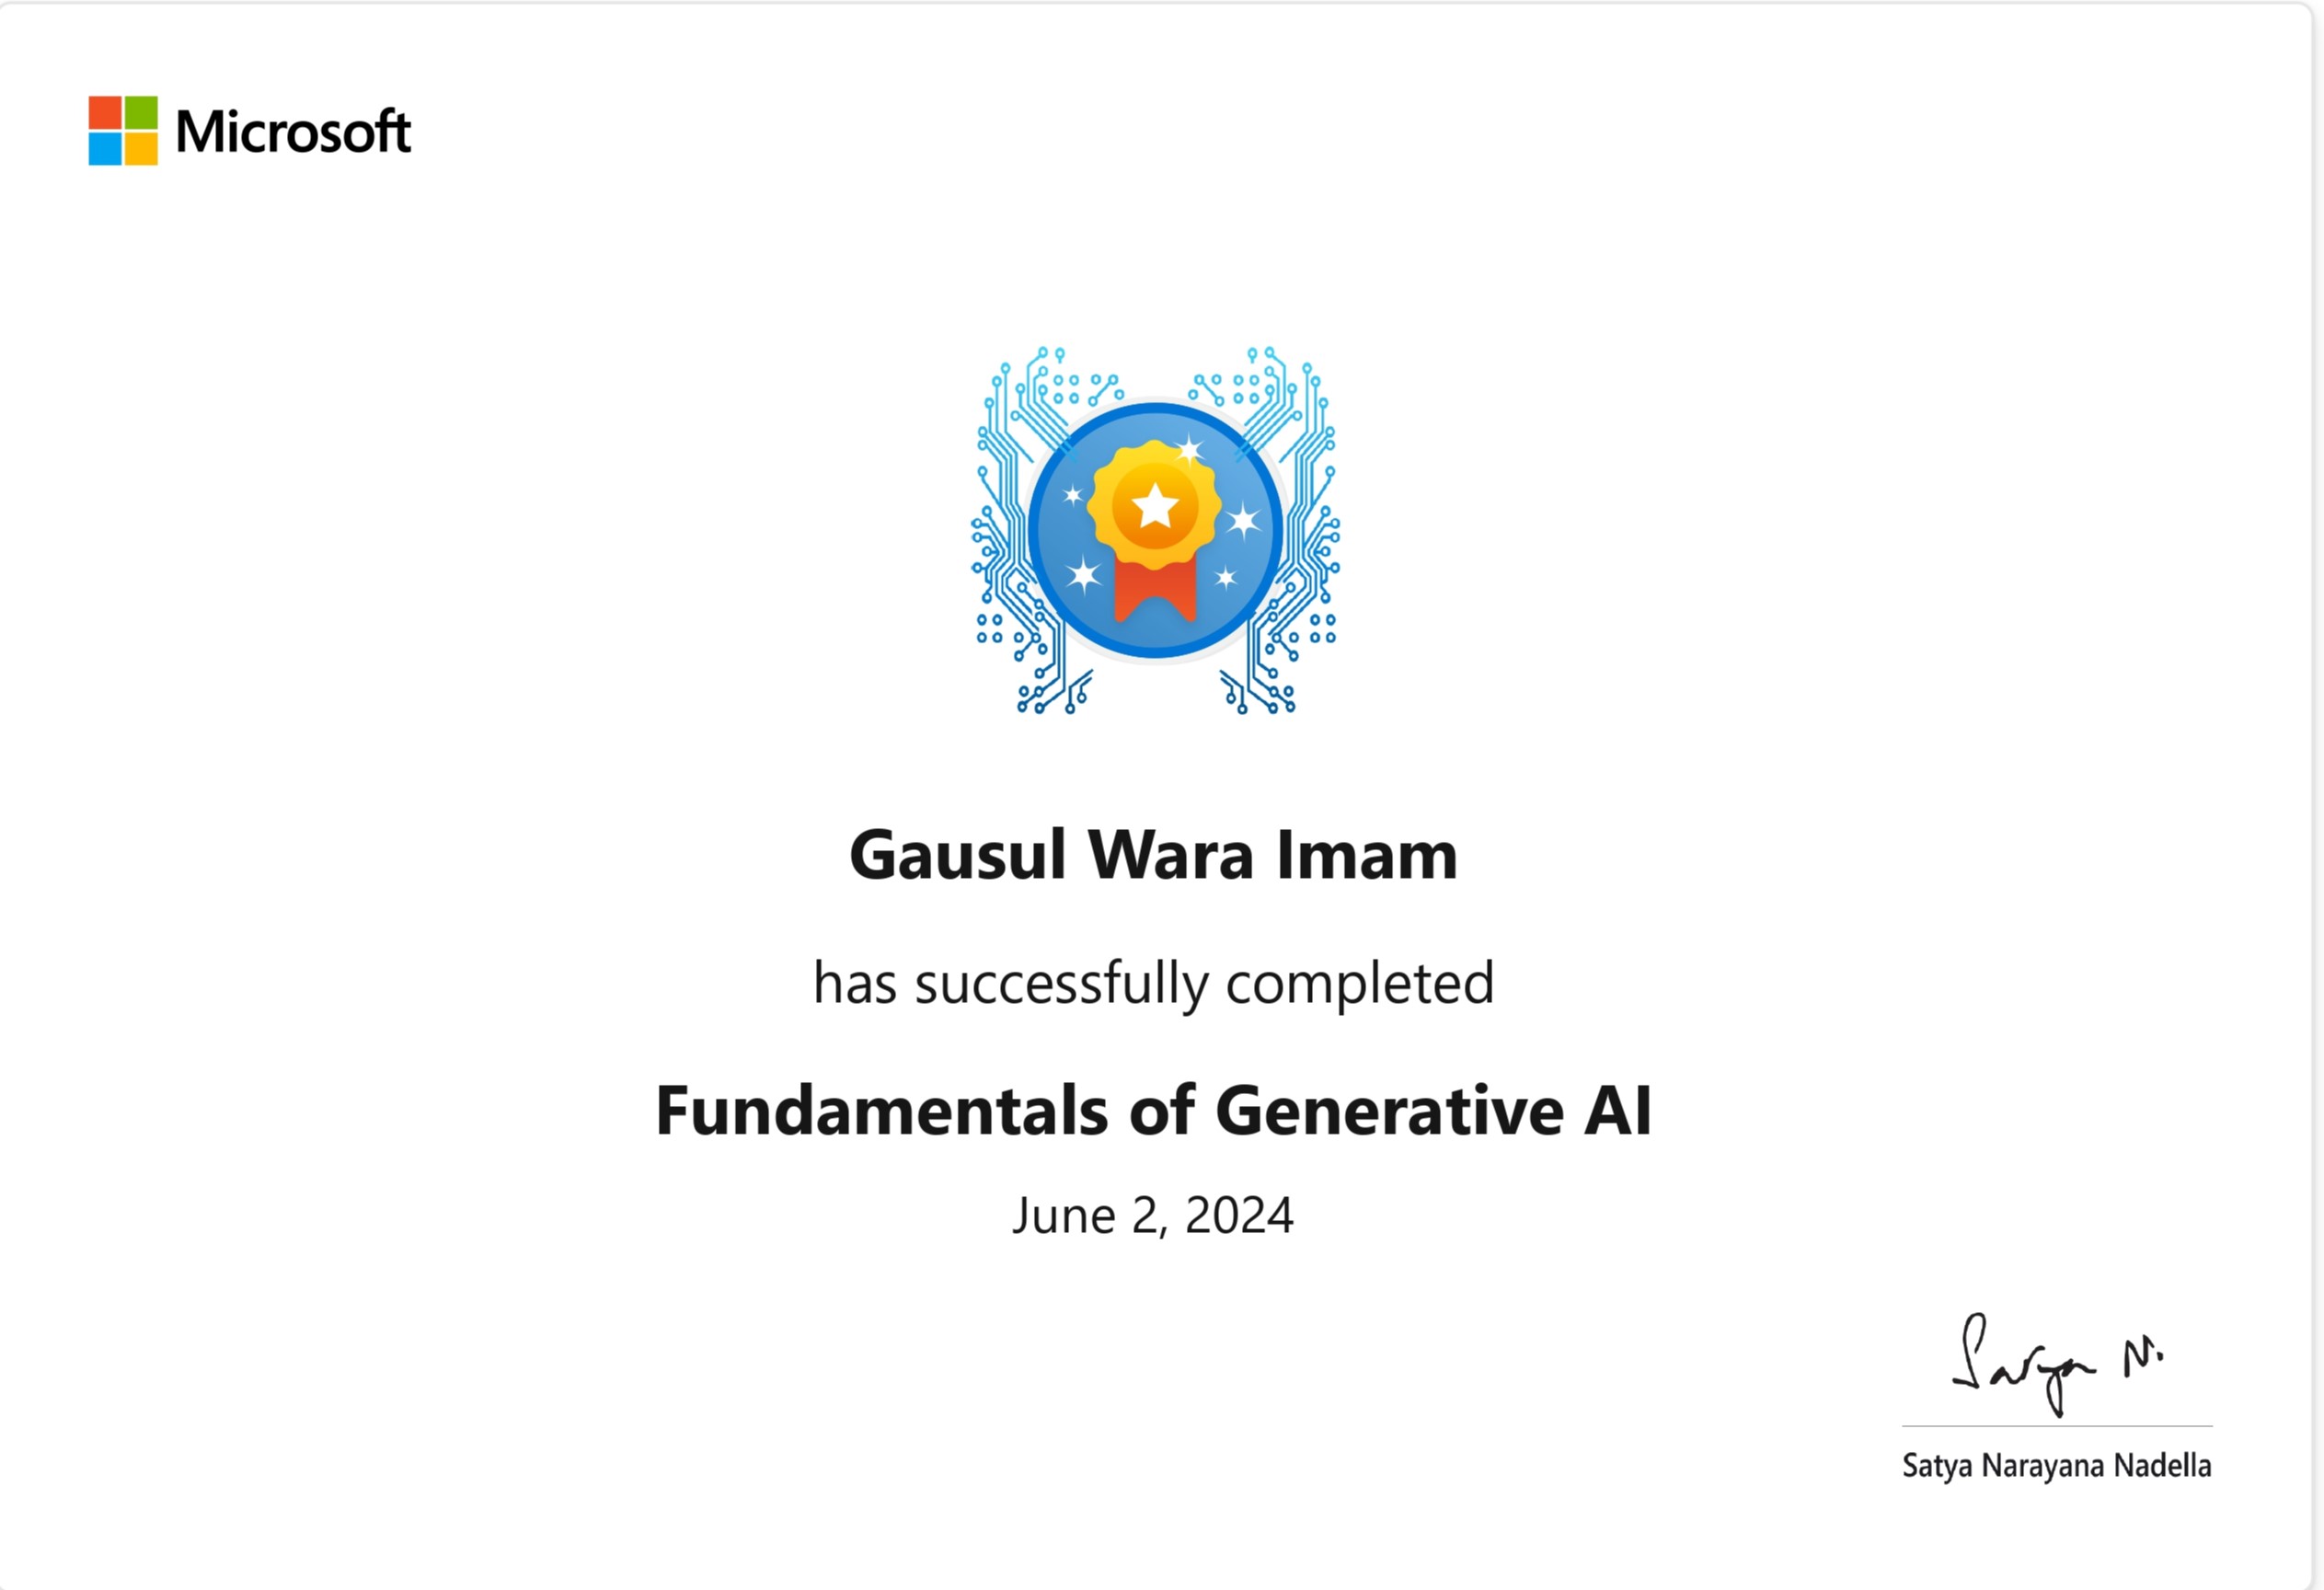 Microsoft
Gausul Wara Imam
has successfully completed
Fundamentals of Generative AI
June 2, 2024
Satya N.
Satya Narayana Nadella